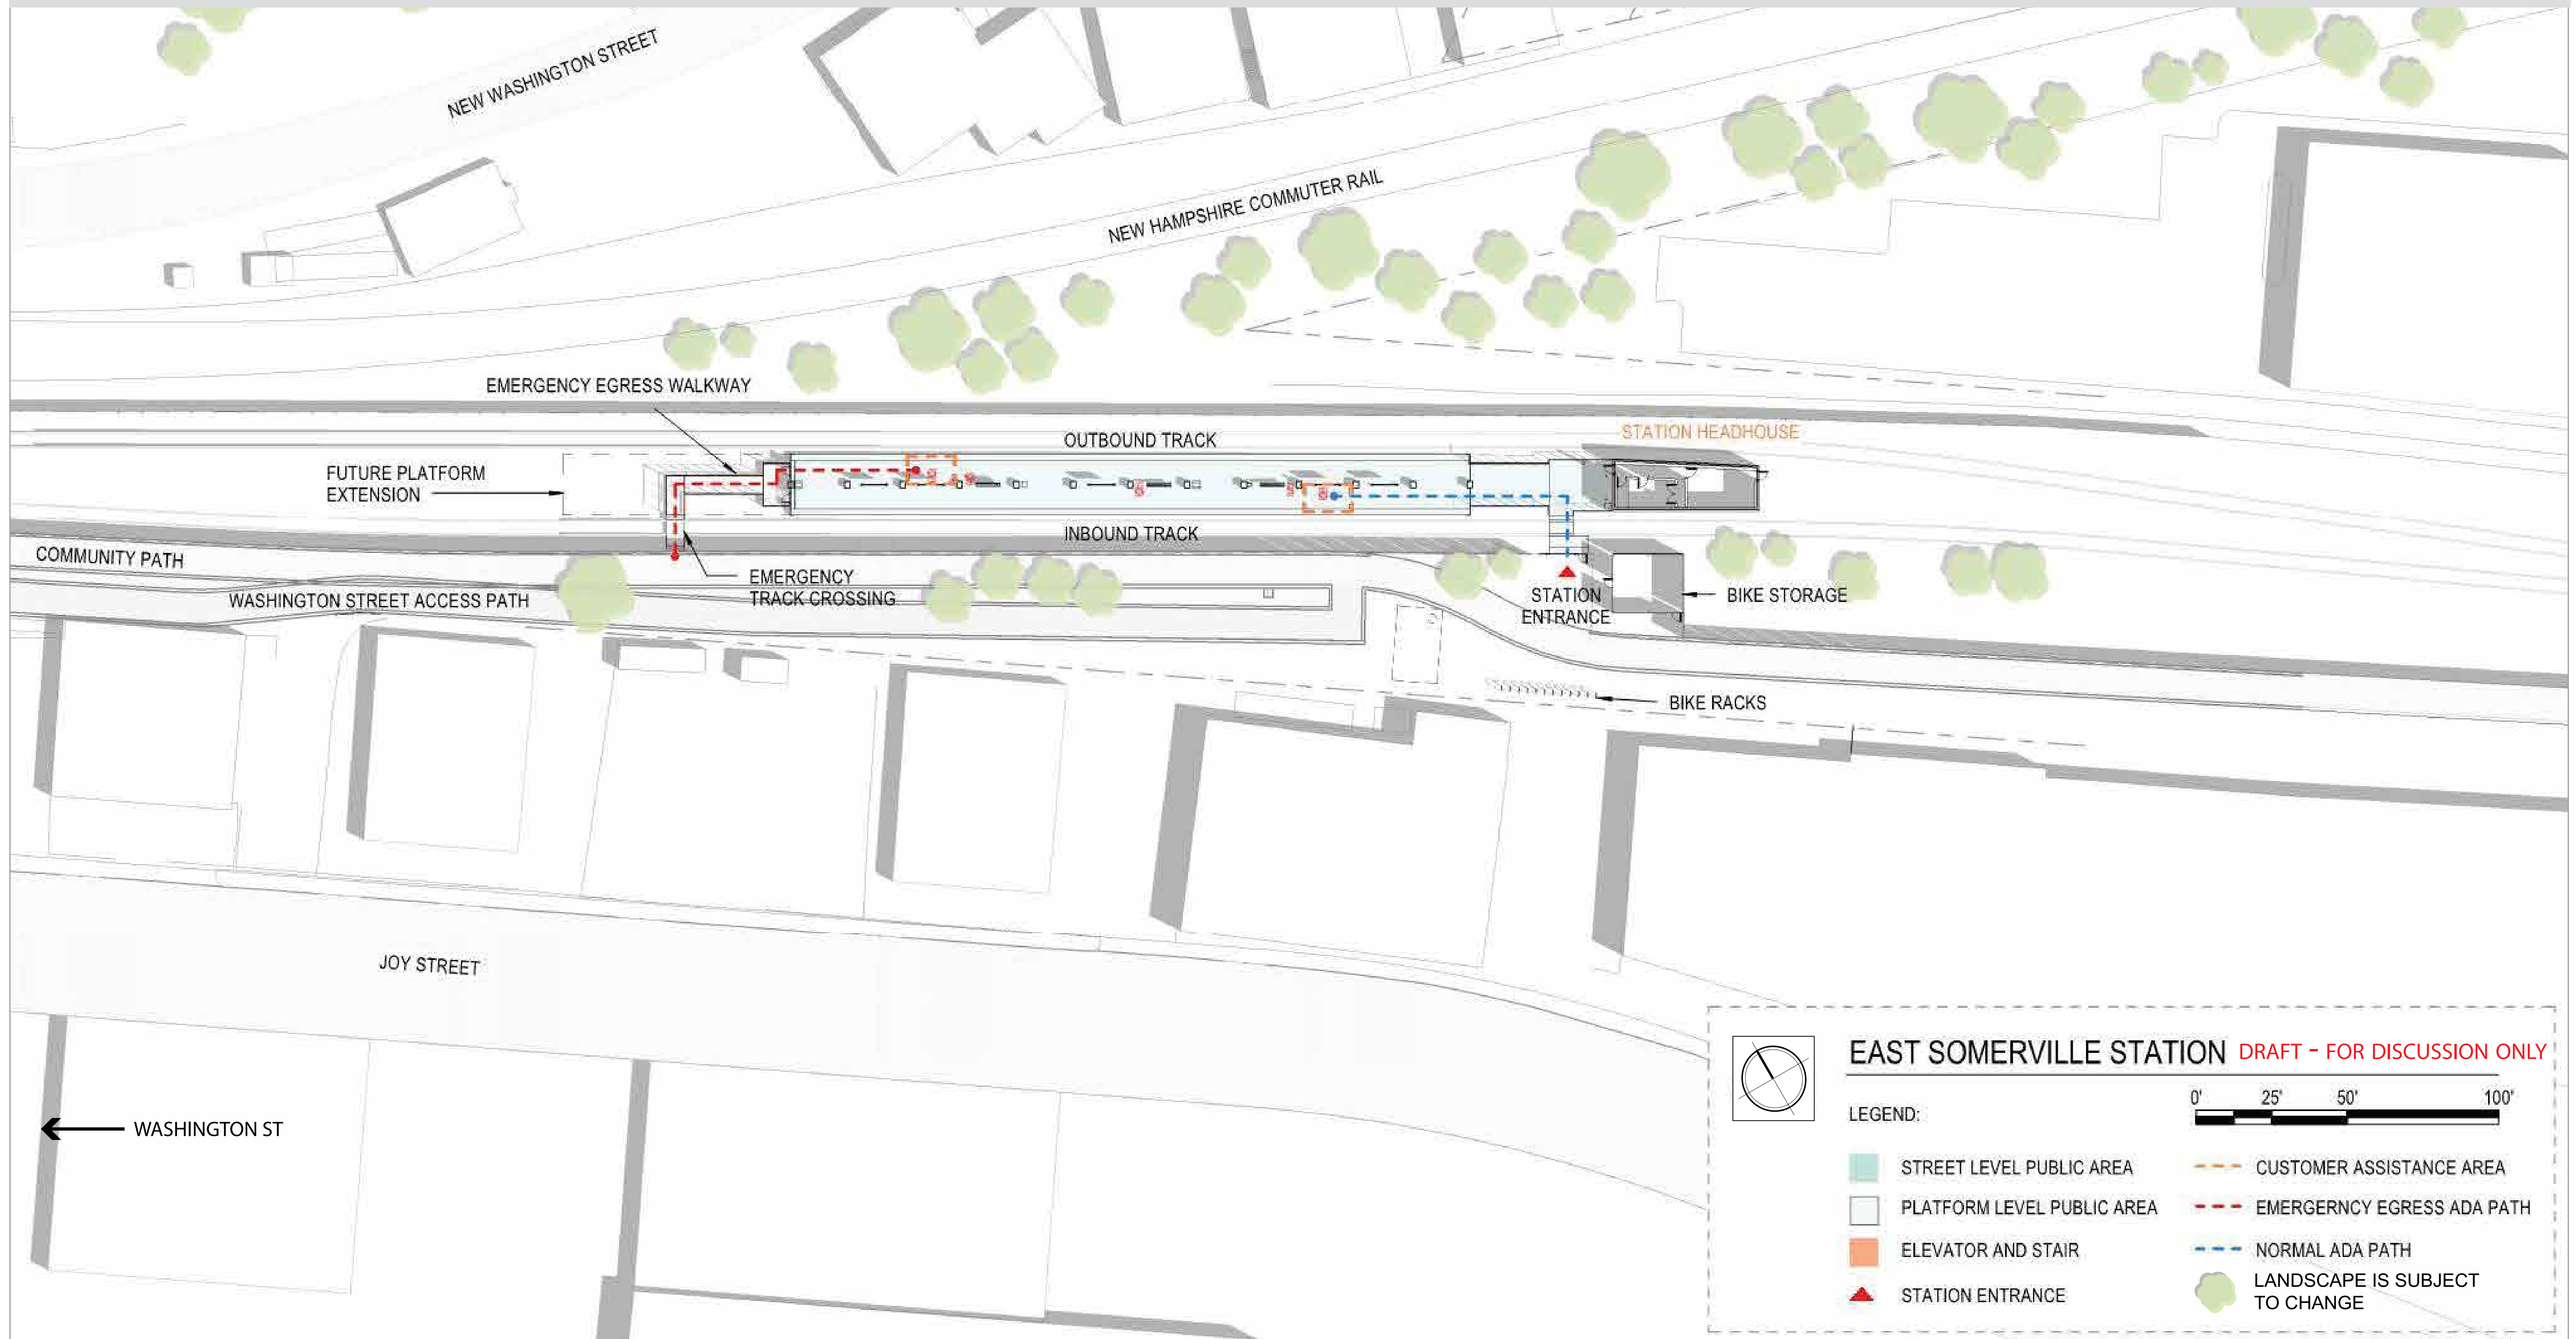 NEW WASHINGTON STREET
NEW HAMPSHIRE COMMUTER RAIL
EMERGENCY EGRESS WALKWAY
OUTBOUND TRACK
STATION HEADHOUSE
FUTURE PLATFORM
EXTENSION
INBOUND TRACK
COMMUNITY PATH
EMERGENCY
TRACK CROSSING
WASHINGTON STREET ACCESS PATH
STATION
ENTRANCE
BIKE STORAGE
BIKE RACKS
JOY STREET
WASHINGTON ST
EAST SOMERVILLE STATION DRAFT - FOR DISCUSSION ONLY
LEGEND:
0' 25' 50' 100'
STREET LEVEL PUBLIC AREA
PLATFORM LEVEL PUBLIC AREA
ELEVATOR AND STAIR
STATION ENTRANCE
CUSTOMER ASSISTANCE AREA
EMERGERNCY EGRESS ADA PATH
NORMAL ADA PATH
LANDSCAPE IS SUBJECT
TO CHANGE